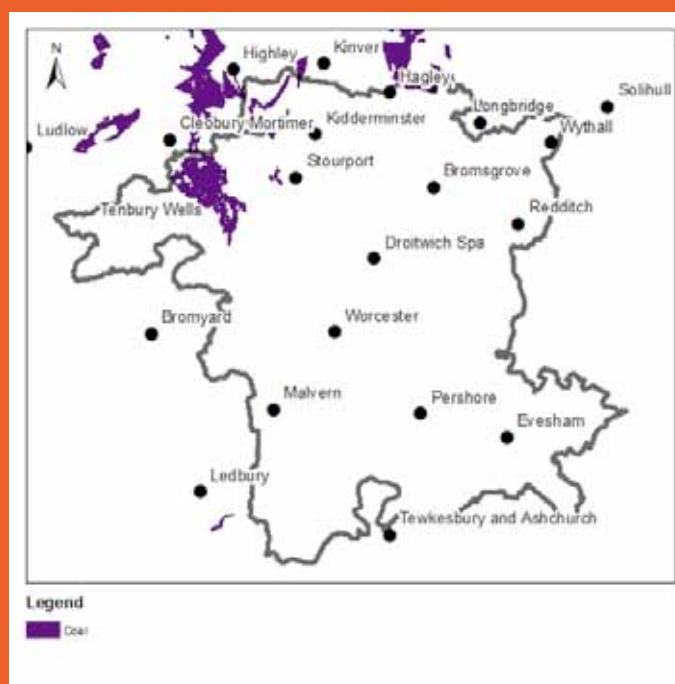 N
Highley
Kinver
Hagley
Solihull
Longbridge
Ludlow
Cleobury Mortimer
Kidderminster
Wythall
Stourport
Bromsgrove
Tenbury Wells
Redditch
Droitwich Spa
Bromyard
Worcester
Malvern
Pershore
Evesham
Ledbury
Tewkesbury and Ashchurch
Legend
Coal